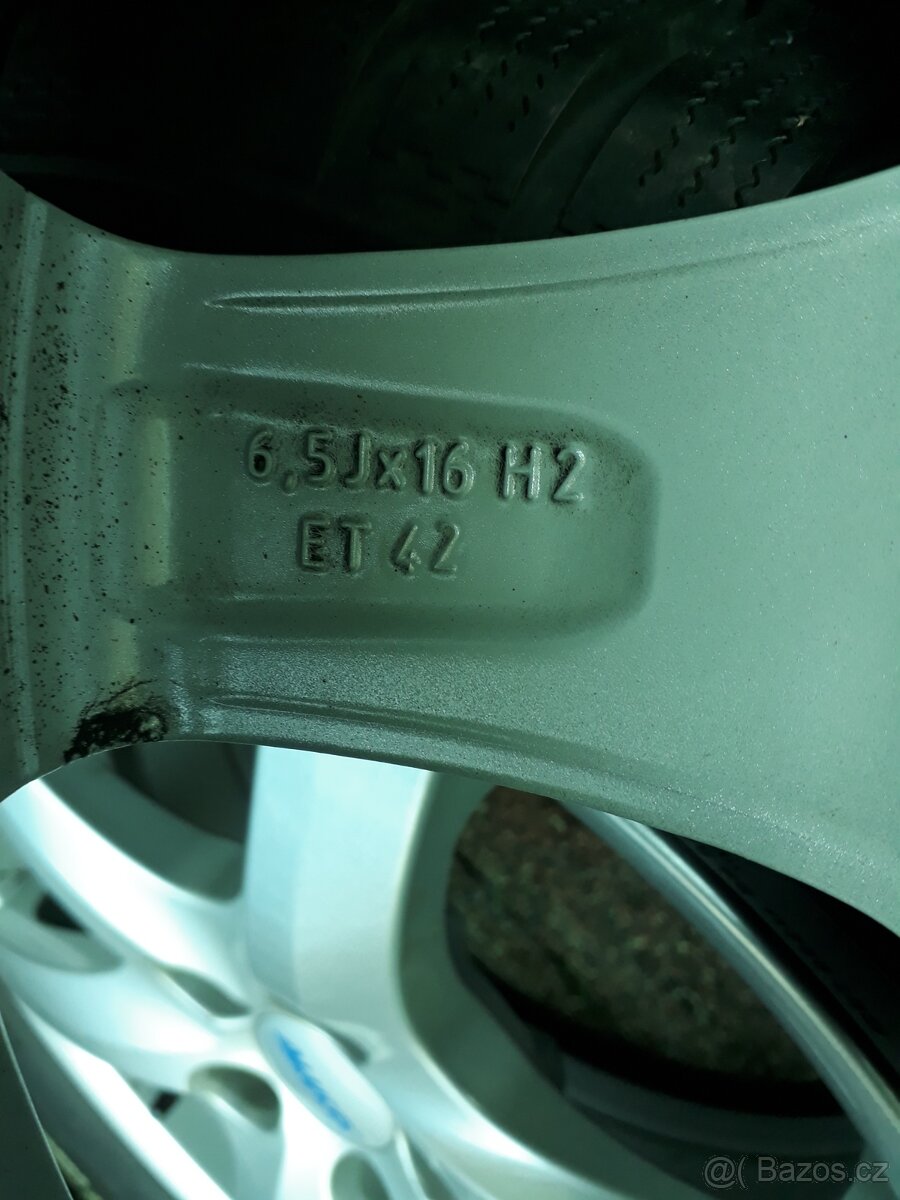 6,5Jx16 H2
ET 42
@( Bazos.cz